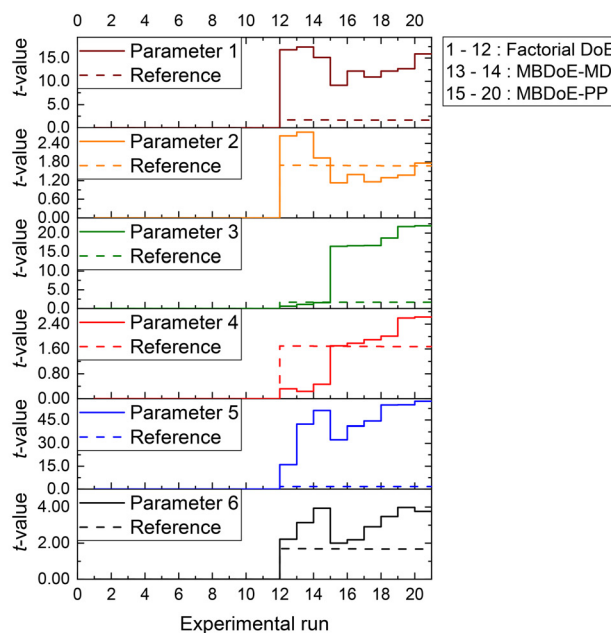 0 2 4 6 8 10 12 14 16 18 20
t-value
15.0
10.0
5.0
0.0
Parameter 1
Reference
t-value
2.40
1.80
1.20
0.60
0.00
Parameter 2
Reference
t-value
20.0
15.0
10.0
5.0
0.0
Parameter 3
Reference
t-value
2.40
1.60
0.80
0.00
Parameter 4
Reference
t-value
45.0
30.0
15.0
0.0
Parameter 5
Reference
t-value
4.00
2.00
0.00
Parameter 6
Reference
0 2 4 6 8 10 12 14 16 18 20
Experimental run
1 - 12 : Factorial DoE
13 - 14 : MBDoE-MD
15 - 20 : MBDoE-PP